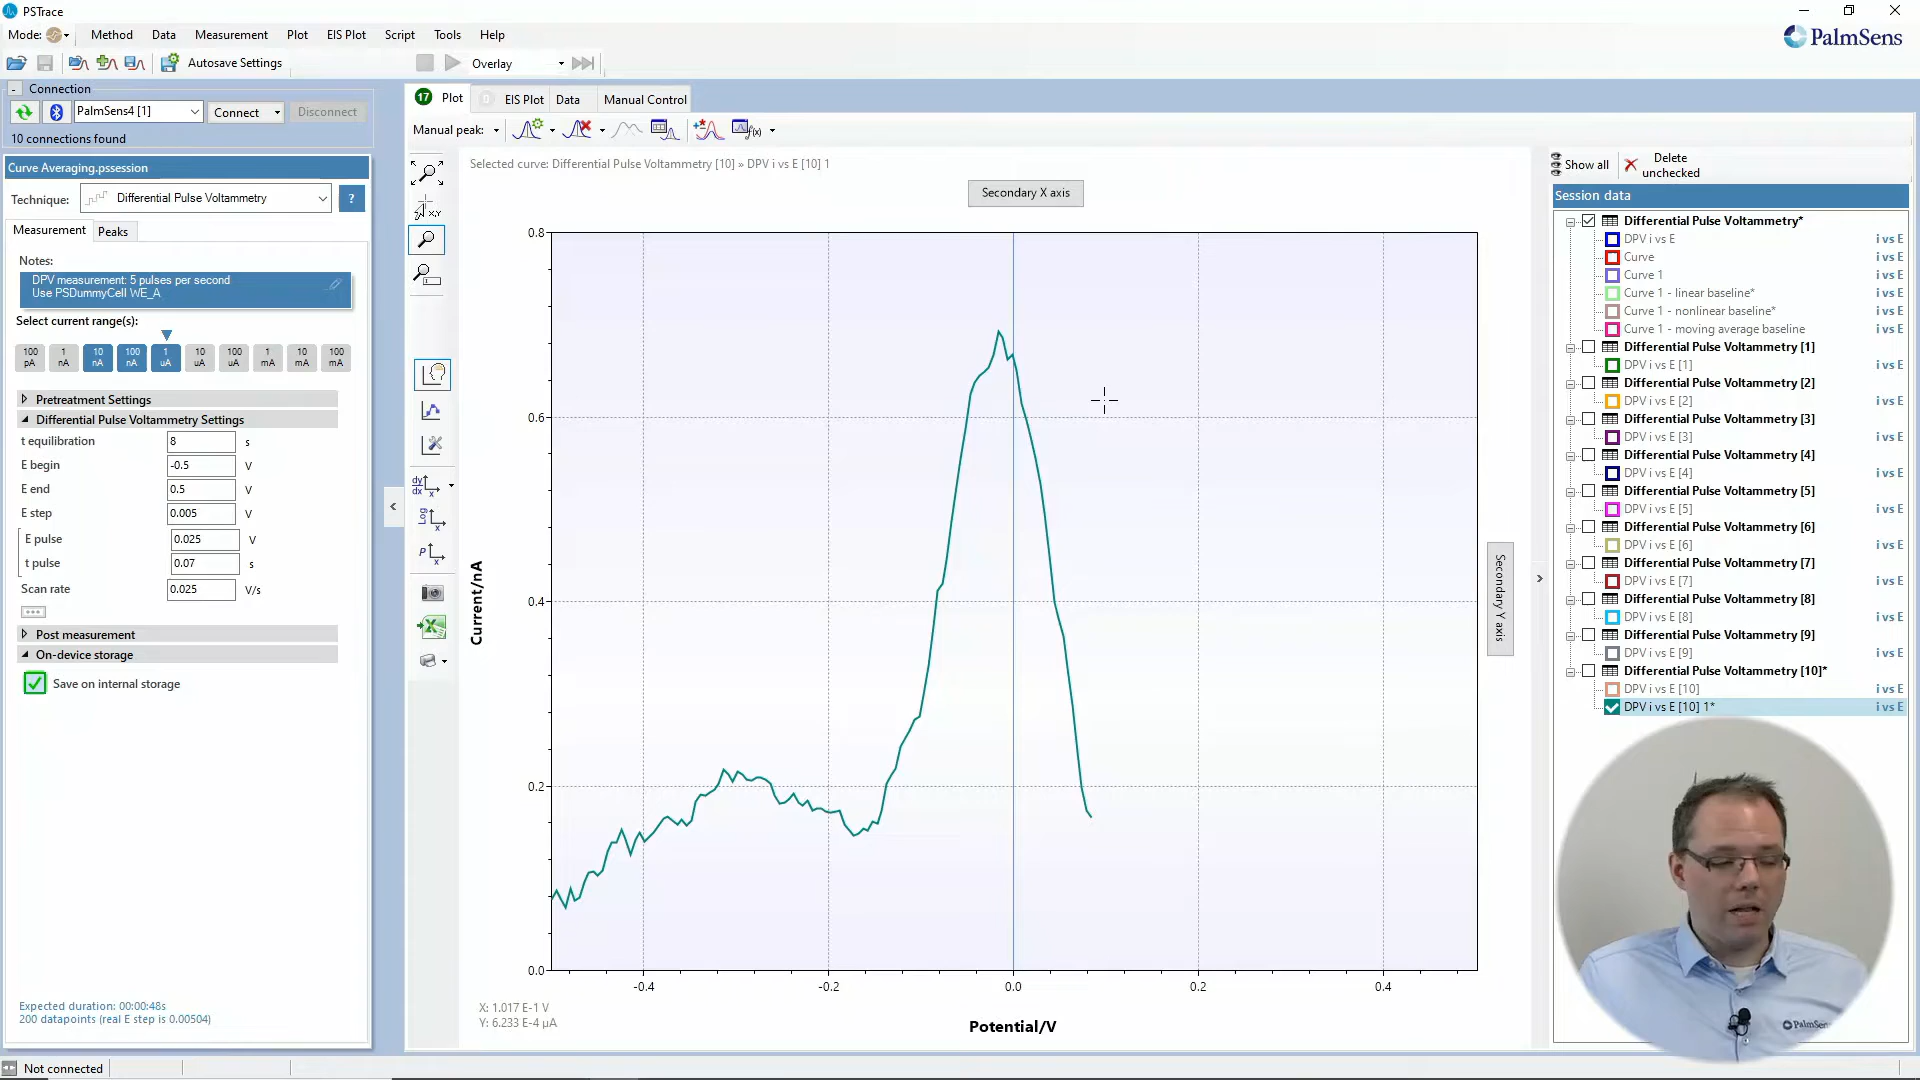 PSTrace
Mode: Method Data Measurement Plot EIS Plot Script Tools Help
PalmSens
Autosave Settings
Overlay
- Connection
PalmSens4 [1] Connect Disconnect
10 connections found
17 Plot 0 EIS Plot Data Manual Control
Manual peak:
Curve Averaging.pssession
Technique: Differential Pulse Voltammetry ?
Measurement Peaks
Notes:
DPV measurement: 5 pulses per second
Use PSDummyCell WE_A
Select current range(s):
100 pA 1 nA 10 nA 100 nA 1 uA 10 uA 100 uA 1 mA 10 mA 100 mA
Pretreatment Settings
Differential Pulse Voltammetry Settings
t equilibration 8 s
E begin -0.5 V
E end 0.5 V
E step 0.005 V
E pulse 0.025 V
t pulse 0.07 s
Scan rate 0.025 V/s
Post measurement
On-device storage
Save on internal storage
Expected duration: 00:00:48s
200 datapoints (real E step is 0.00504)
Not connected
x,y
dy/dx x
Log x
P x
f(x)
Selected curve: Differential Pulse Voltammetry [10] » DPV i vs E [10] 1
Secondary X axis
0.8
0.6
0.4
0.2
0.0
Current/nA
-0.4 -0.2 0.0 0.2 0.4
Potential/V
X: 1.017 E-1 V
Y: 6.233 E-4 µA
Secondary Y axis
Show all Delete unchecked
Session data
Differential Pulse Voltammetry*
DPV i vs E i vs E
Curve i vs E
Curve 1 i vs E
Curve 1 - linear baseline* i vs E
Curve 1 - nonlinear baseline* i vs E
Curve 1 - moving average baseline i vs E
Differential Pulse Voltammetry [1]
DPV i vs E [1] i vs E
Differential Pulse Voltammetry [2]
DPV i vs E [2] i vs E
Differential Pulse Voltammetry [3]
DPV i vs E [3] i vs E
Differential Pulse Voltammetry [4]
DPV i vs E [4] i vs E
Differential Pulse Voltammetry [5]
DPV i vs E [5] i vs E
Differential Pulse Voltammetry [6]
DPV i vs E [6] i vs E
Differential Pulse Voltammetry [7]
DPV i vs E [7] i vs E
Differential Pulse Voltammetry [8]
DPV i vs E [8] i vs E
Differential Pulse Voltammetry [9]
DPV i vs E [9] i vs E
Differential Pulse Voltammetry [10]*
DPV i vs E [10] i vs E
DPV i vs E [10] 1* i vs E
PalmSens